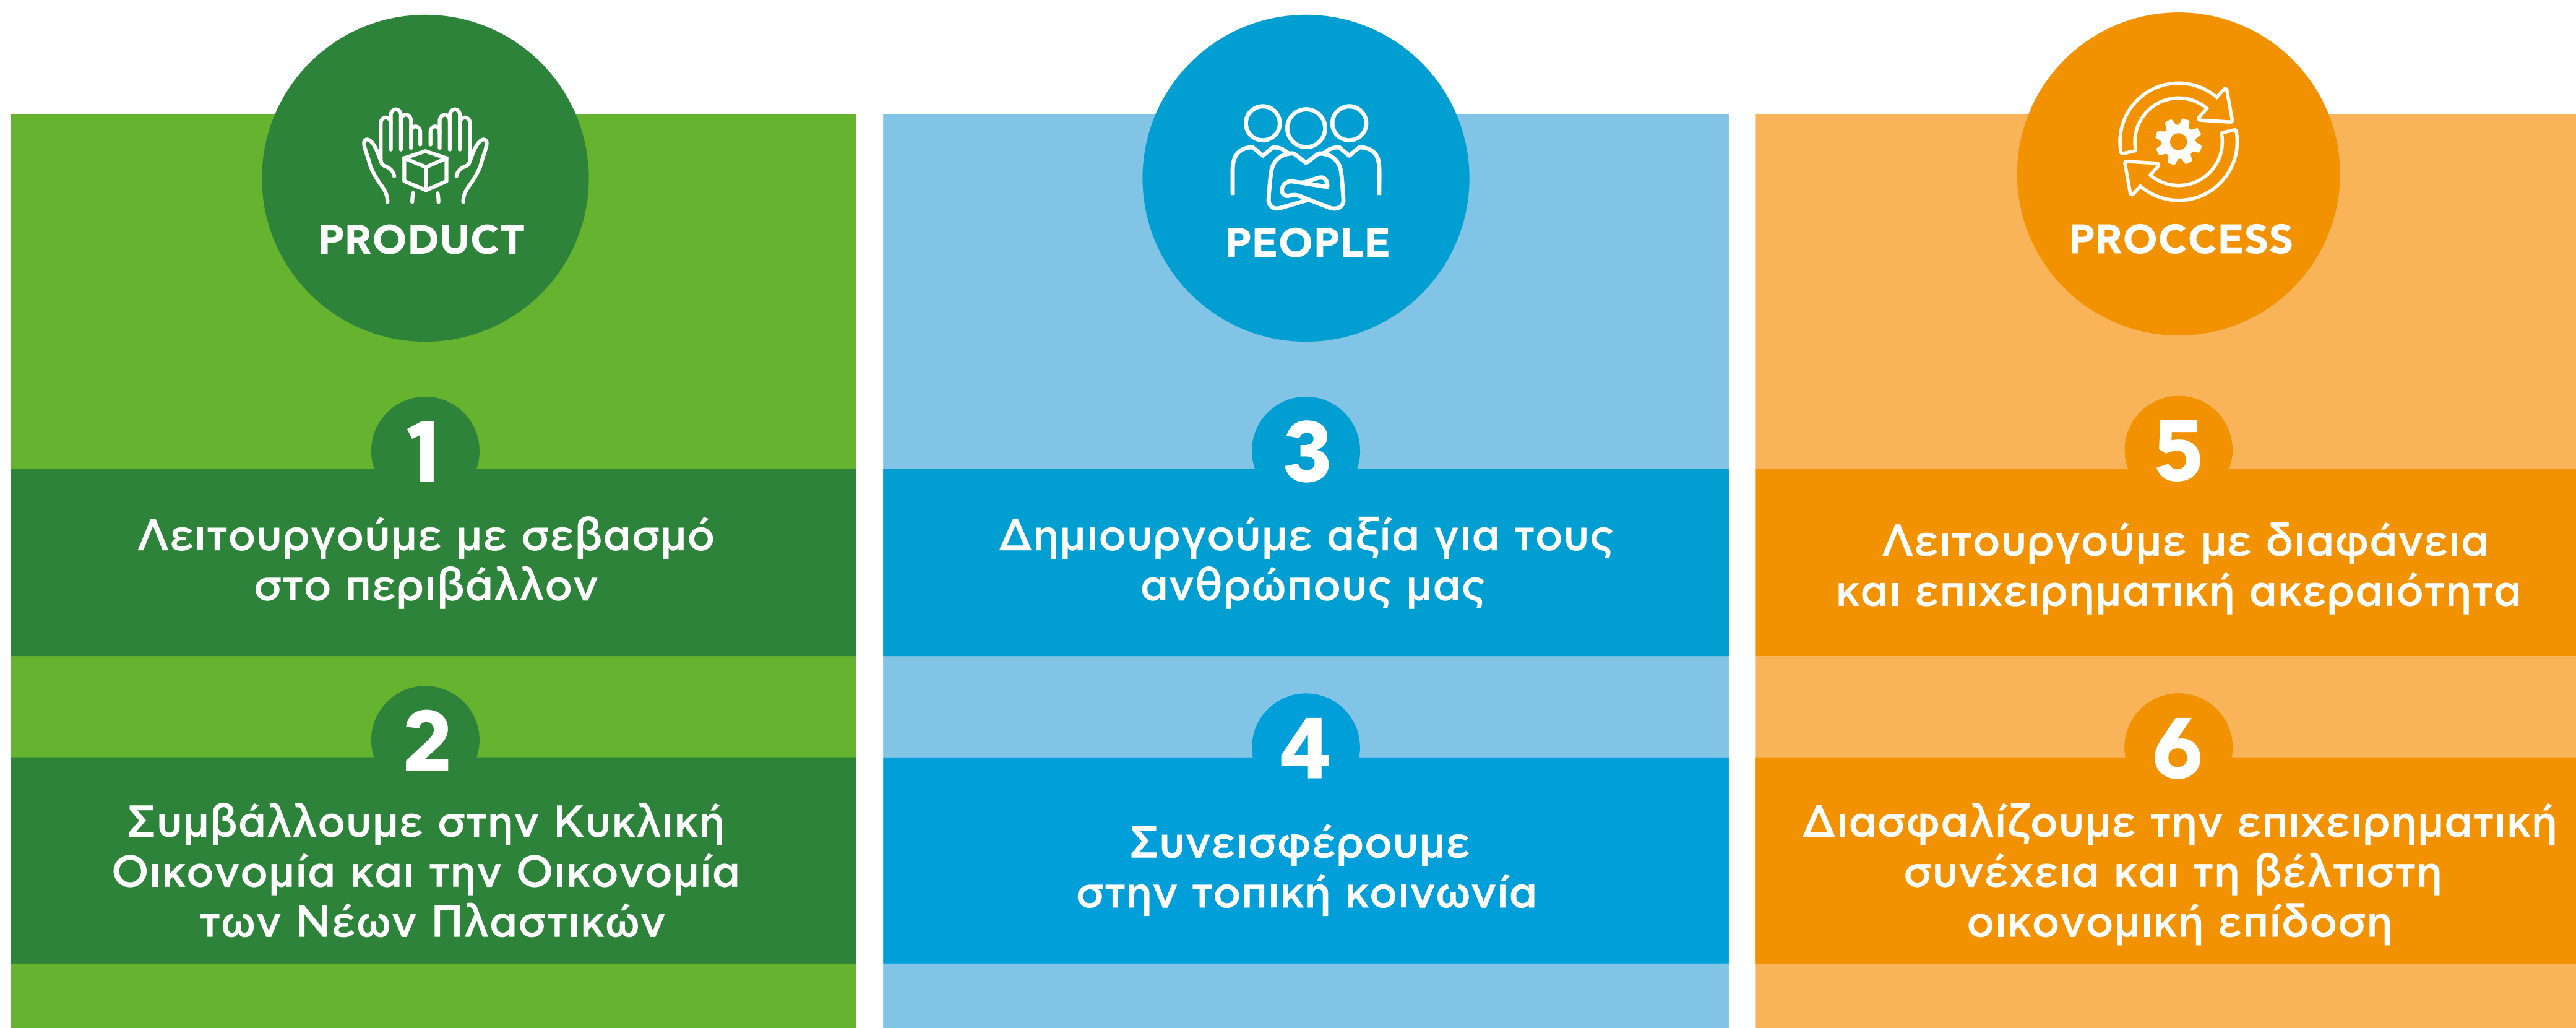 PRODUCT
1
Λειτουργούμε με σεβασμό
στο περιβάλλον
2
Συμβάλλουμε στην Κυκλική
Οικονομία και την Οικονομία
των Νέων Πλαστικών
PEOPLE
3
Δημιουργούμε αξία για τους
ανθρώπους μας
4
Συνεισφέρουμε
στην τοπική κοινωνία
PROCCESS
5
Λειτουργούμε με διαφάνεια
και επιχειρηματική ακεραιότητα
6
Διασφαλίζουμε την επιχειρηματική
συνέχεια και τη βέλτιστη
οικονομική επίδοση